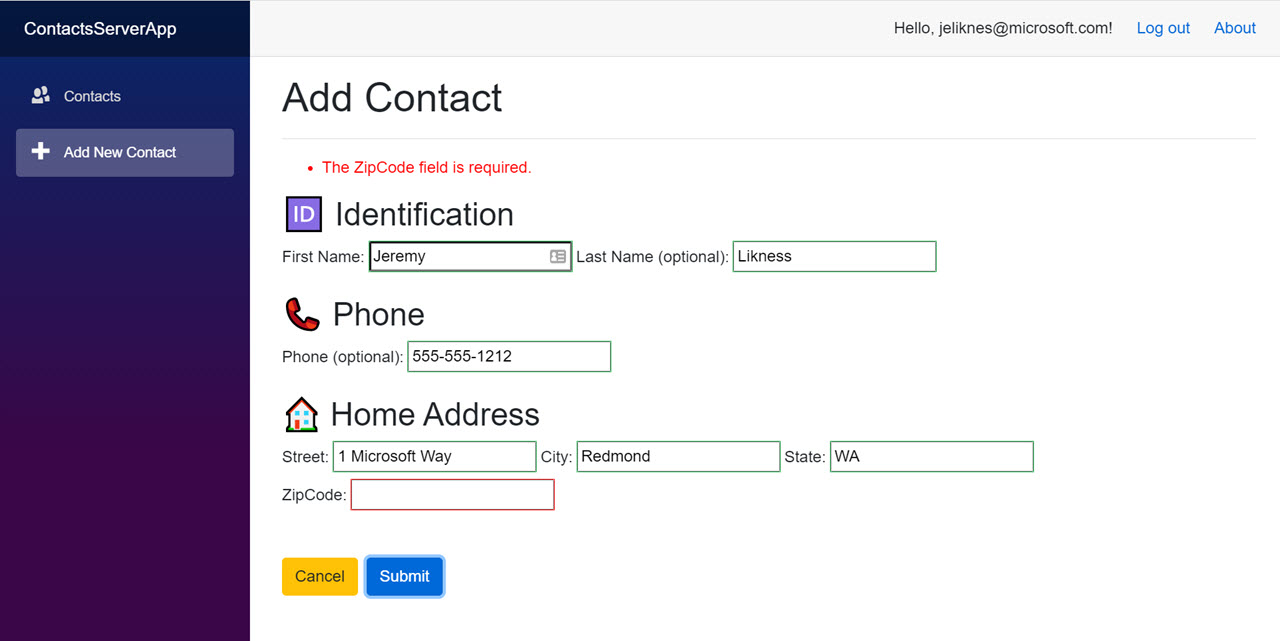 ContactsServerApp
Hello, jeliknes@microsoft.com! Log out About
Contacts
Add New Contact
Add Contact
• The ZipCode field is required.
ID Identification
First Name: Jeremy Last Name (optional): Likness
Phone
Phone (optional): 555-555-1212
Home Address
Street: 1 Microsoft Way City: Redmond State: WA
ZipCode:
Cancel Submit